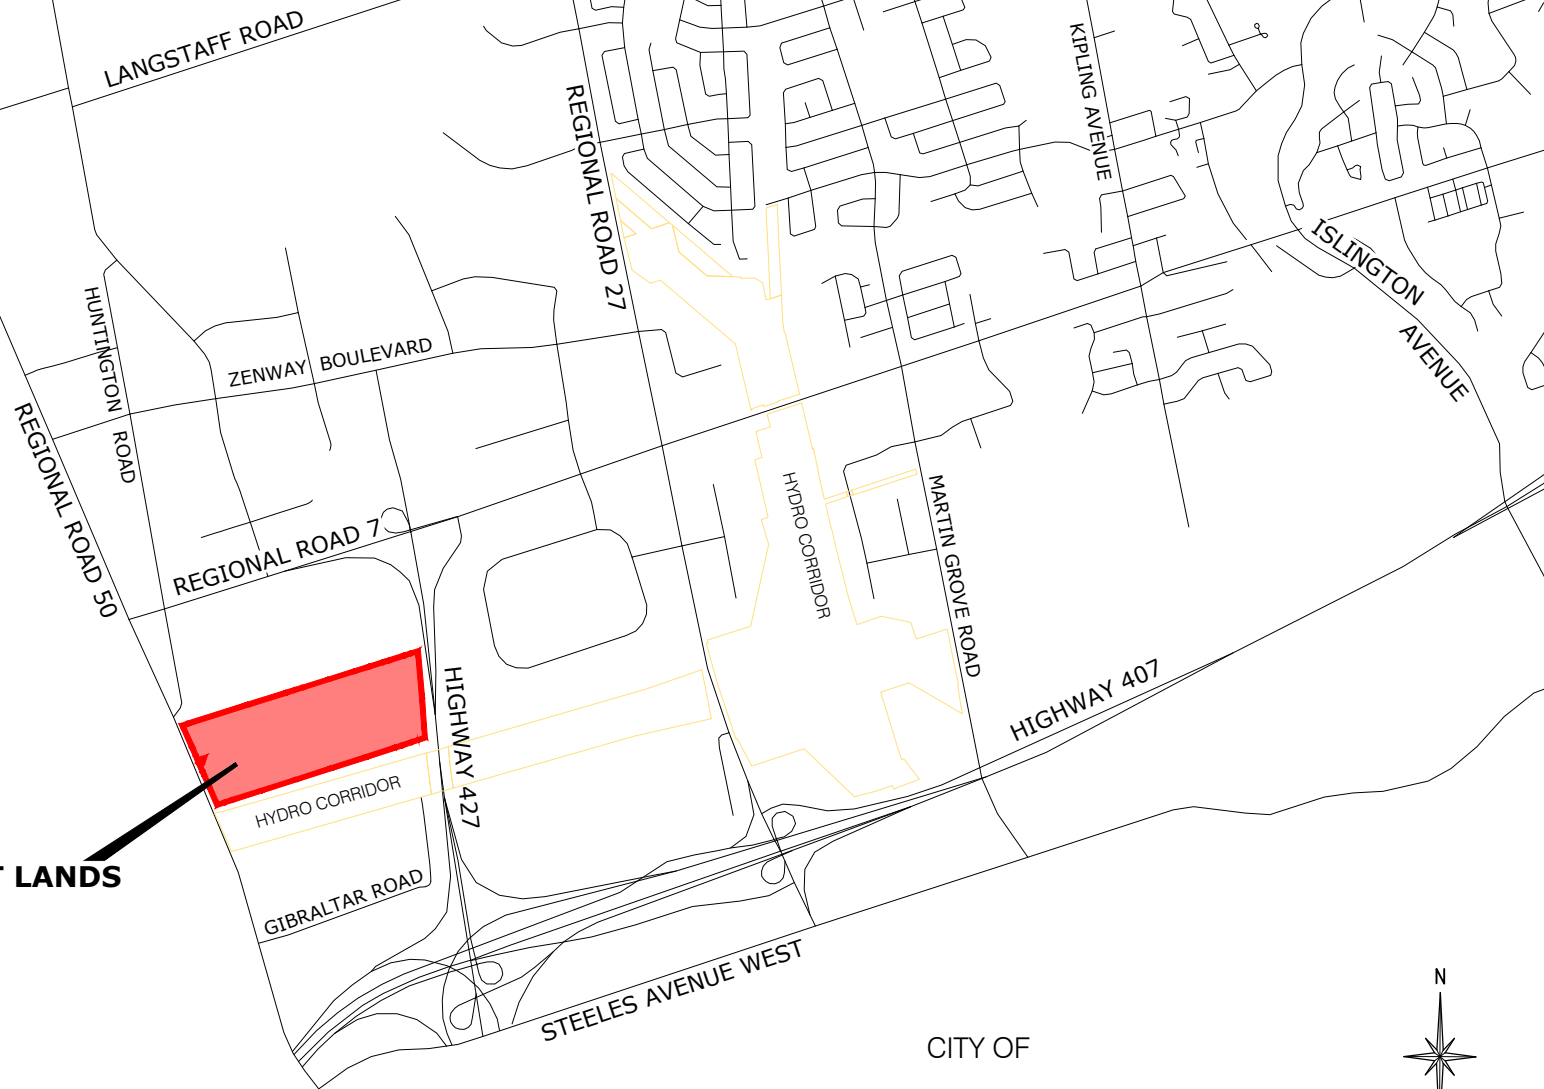 LANGSTAFF ROAD
REGIONAL ROAD 27
KIPLING AVENUE
ISLINGTON
AVENUE
HUNTINGTON ROAD
ZENWAY BOULEVARD
REGIONAL ROAD 50
REGIONAL ROAD 7
HYDRO CORRIDOR
MARTIN GROVE ROAD
HIGHWAY 427
HIGHWAY 407
HYDRO CORRIDOR
LANDS
GIBRALTAR ROAD
STEELES AVENUE WEST
CITY OF
N